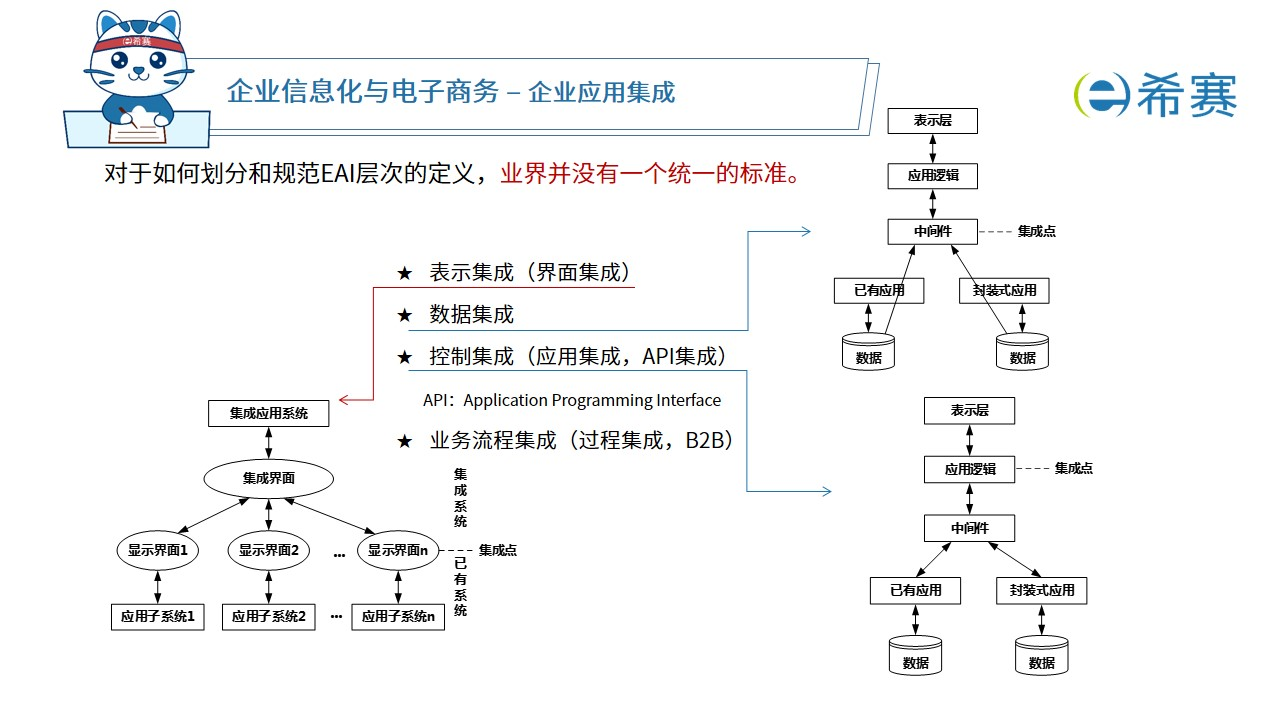 希赛
企业信息化与电子商务 – 企业应用集成
希赛
对于如何划分和规范EAI层次的定义，业界并没有一个统一的标准。
★ 表示集成（界面集成）
★ 数据集成
★ 控制集成（应用集成，API集成）
API：Application Programming Interface
★ 业务流程集成（过程集成，B2B）
集成应用系统
集成界面
显示界面1
显示界面2
...
显示界面n
集成点
集成系统
已有系统
应用子系统1
应用子系统2
...
应用子系统n
表示层
应用逻辑
中间件
集成点
已有应用
封装式应用
数据
数据
表示层
应用逻辑
集成点
中间件
已有应用
封装式应用
数据
数据